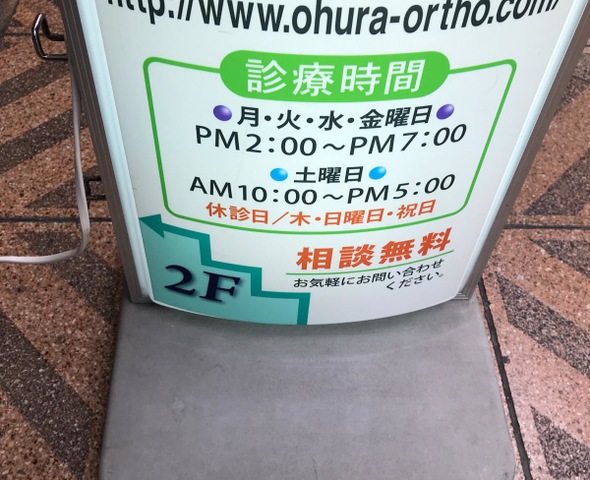 http://www.ohura-ortho.com/
診療時間
●月・火・水・金曜日●
PM2:00～PM7:00
●土曜日●
AM10:00～PM5:00
休診日／木・日曜日・祝日
相談無料
お気軽にお問い合わせ
ください。
2F